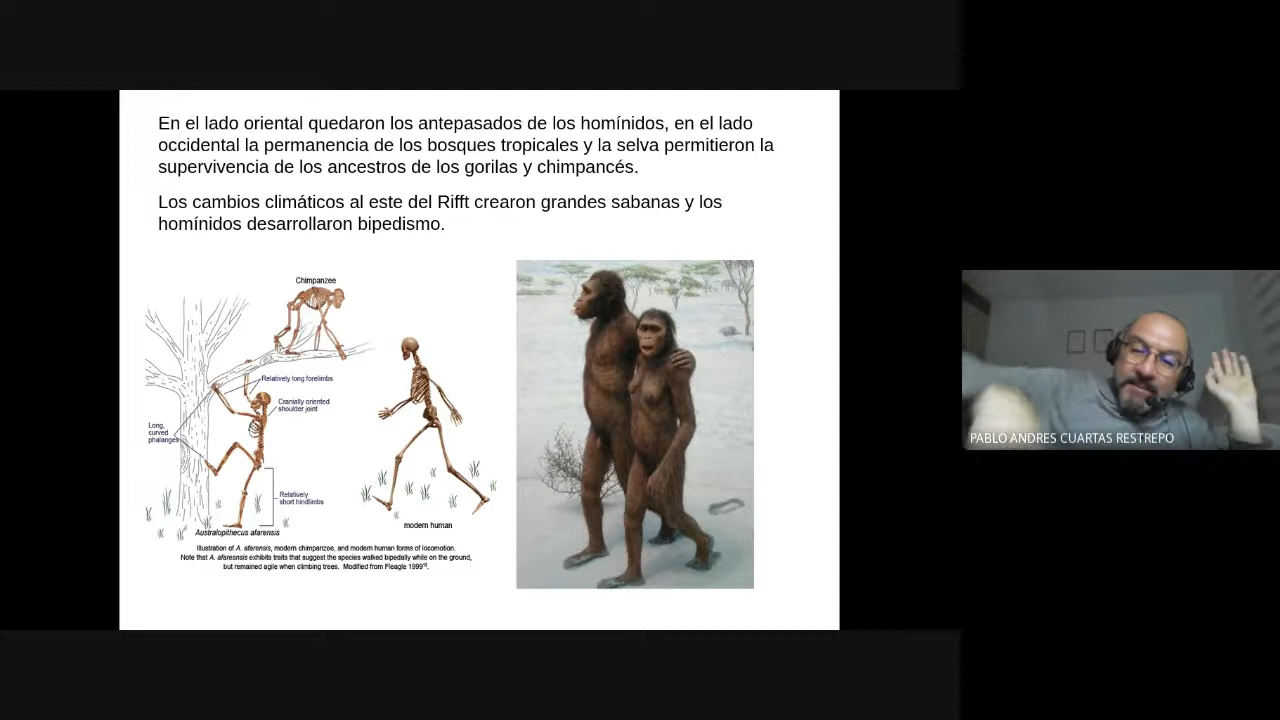 En el lado oriental quedaron los antepasados de los homínidos, en el lado
occidental la permanencia de los bosques tropicales y la selva permitieron la
supervivencia de los ancestros de los gorilas y chimpancés.
Los cambios climáticos al este del Rifft crearon grandes sabanas y los
homínidos desarrollaron bipedismo.
Chimpanzee
Relatively long forelimbs
Cranially oriented
shoulder joint
Long,
curved
phalanges
Relatively
short hindlimbs
Australopithecus afarensis
modern human
Illustration of A. afarensis, modern chimpanzee, and modern human forms of locomotion.
Note that A. afarensis exhibits traits that suggest the species walked bipedally while on the ground,
but remained agile when climbing trees. Modified from Fleagle 1999
PABLO ANDRES CUARTAS RESTREPO